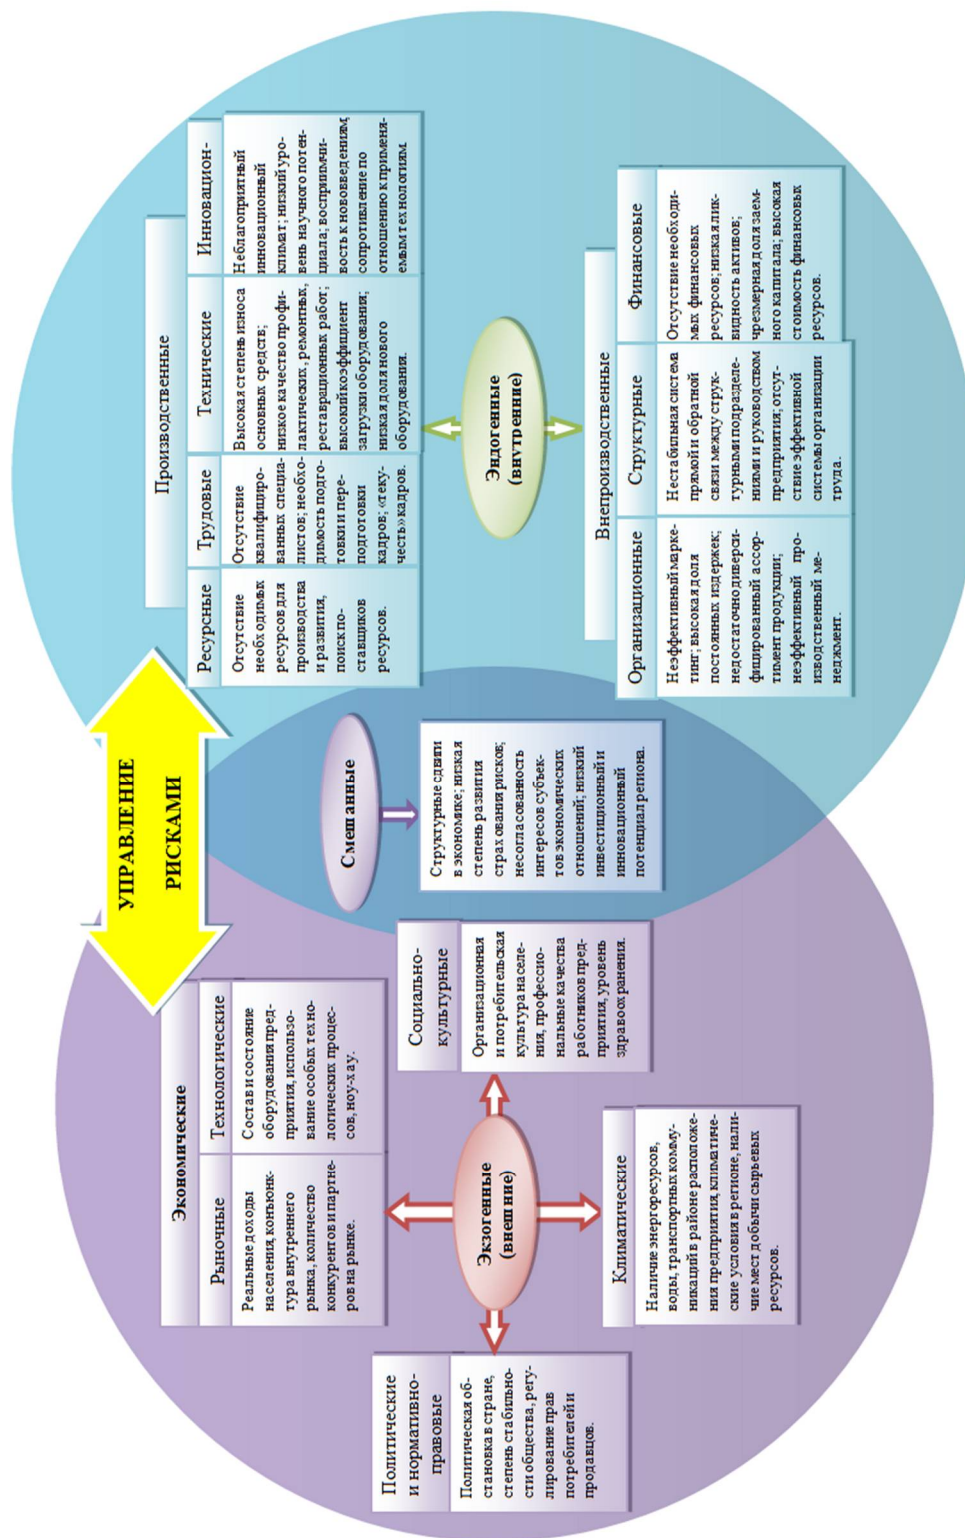 УПРАВЛЕНИЕ
РИСКАМИ
Экономические
Рыночные
Реальные доходы
населения, конъюнк-
тура внутреннего
рынка, количество
конкурентов и партне-
ров на рынке.
Технологические
Состав и состояние
оборудования пред-
приятия, использо-
вание особых техно-
логических процес-
сов, ноу-хау.
Политические
и нормативно-
правовые
Политическая об-
становка в стране,
степень стабильно-
сти общества, регу-
лирование прав
потребителей и
продавцов.
Экзогенные
(внешние)
Социально-
культурные
Организационная
и потребительская
культура населе-
ния, профессио-
нальные качества
работников пред-
приятия, уровень
здравоохранения.
Климатические
Наличие энергоресурсов,
воды, транспортных комму-
никаций в районе расположе-
ния предприятия, климатиче-
ские условия в регионе, нали-
чие мест добычи сырьевых
ресурсов.
Смешанные
Структурные сдвиги
в экономике; низкая
степень развития
страхования рисков;
несогласованность
интересов субъек-
тов экономических
отношений; низкий
инвестиционный и
инновационный
потенциал региона.
Производственные
Ресурсные
Отсутствие
необходимых
ресурсов для
производства
и развития,
поиск по-
ставщиков
ресурсов.
Трудовые
Отсутствие
квалифициро-
ванных специа-
листов; необхо-
димость подго-
товки и пере-
подготовки
кадров; «теку-
честь» кадров.
Технические
Высокая степень износа
основных средств;
низкое качество профи-
лактических, ремонтных,
реставрационных работ;
высокий коэффициент
загрузки оборудования;
низкая доля нового
оборудования.
Инновацион-
Неблагоприятный
инновационный
климат; низкий уро-
вень научного потен-
циала; восприимчи-
вость к нововведениям,
сопротивление по
отношению к применя-
емым технологиям.
Эндогенные
(внутренние)
Внепроизводственные
Организационные
Неэффективный марке-
тинг; высокая доля
постоянных издержек;
недостаточно диверси-
фицированный ассор-
тимент продукции;
неэффективный про-
изводственный ме-
неджмент.
Структурные
Нестабильная система
прямой и обратной
связи между струк-
турными подразделе-
ниями и руководством
предприятия; отсут-
ствие эффективной
системы организации
труда.
Финансовые
Отсутствие необходи-
мых финансовых
ресурсов; низкая лик-
видность активов;
чрезмерная доля заем-
ного капитала; высокая
стоимость финансовых
ресурсов.